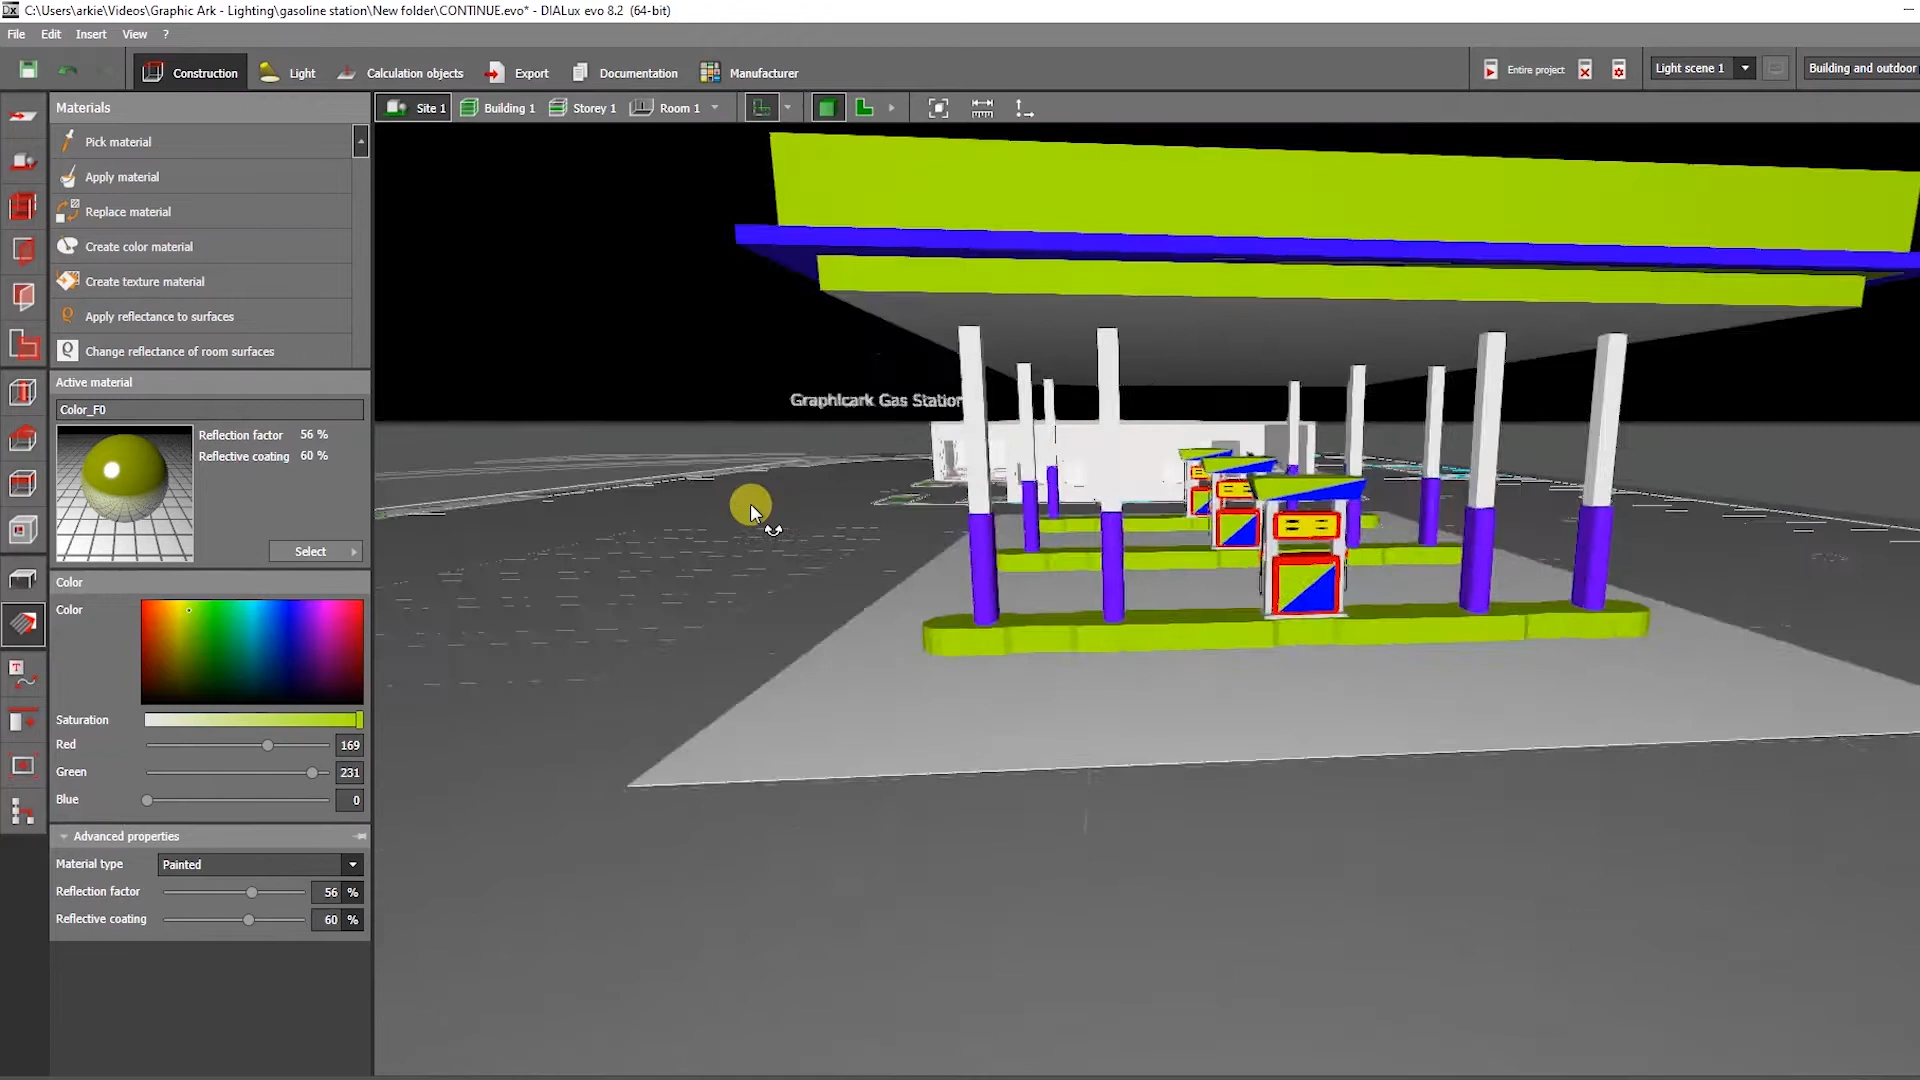 C:\Users\arkie\Videos\Graphic Ark - Lighting\gasoline station\New folder\CONTINUE.evo* - DIALux evo 8.2 (64-bit)
File Edit Insert View ?
Construction Light Calculation objects Export Documentation Manufacturer Entire project Light scene 1 Building and outdoor
Materials Site 1 Building 1 Storey 1 Room 1
Pick material
Apply material
Replace material
Create color material
Create texture material
Apply reflectance to surfaces
Change reflectance of room surfaces
Active material
Color_F0
Reflection factor 56 %
Reflective coating 60 %
Select
Color
Color
Saturation
Red 169
Green 231
Blue 0
Advanced properties
Material type Painted
Reflection factor 56 %
Reflective coating 60 %
GraphIcark Gas Station